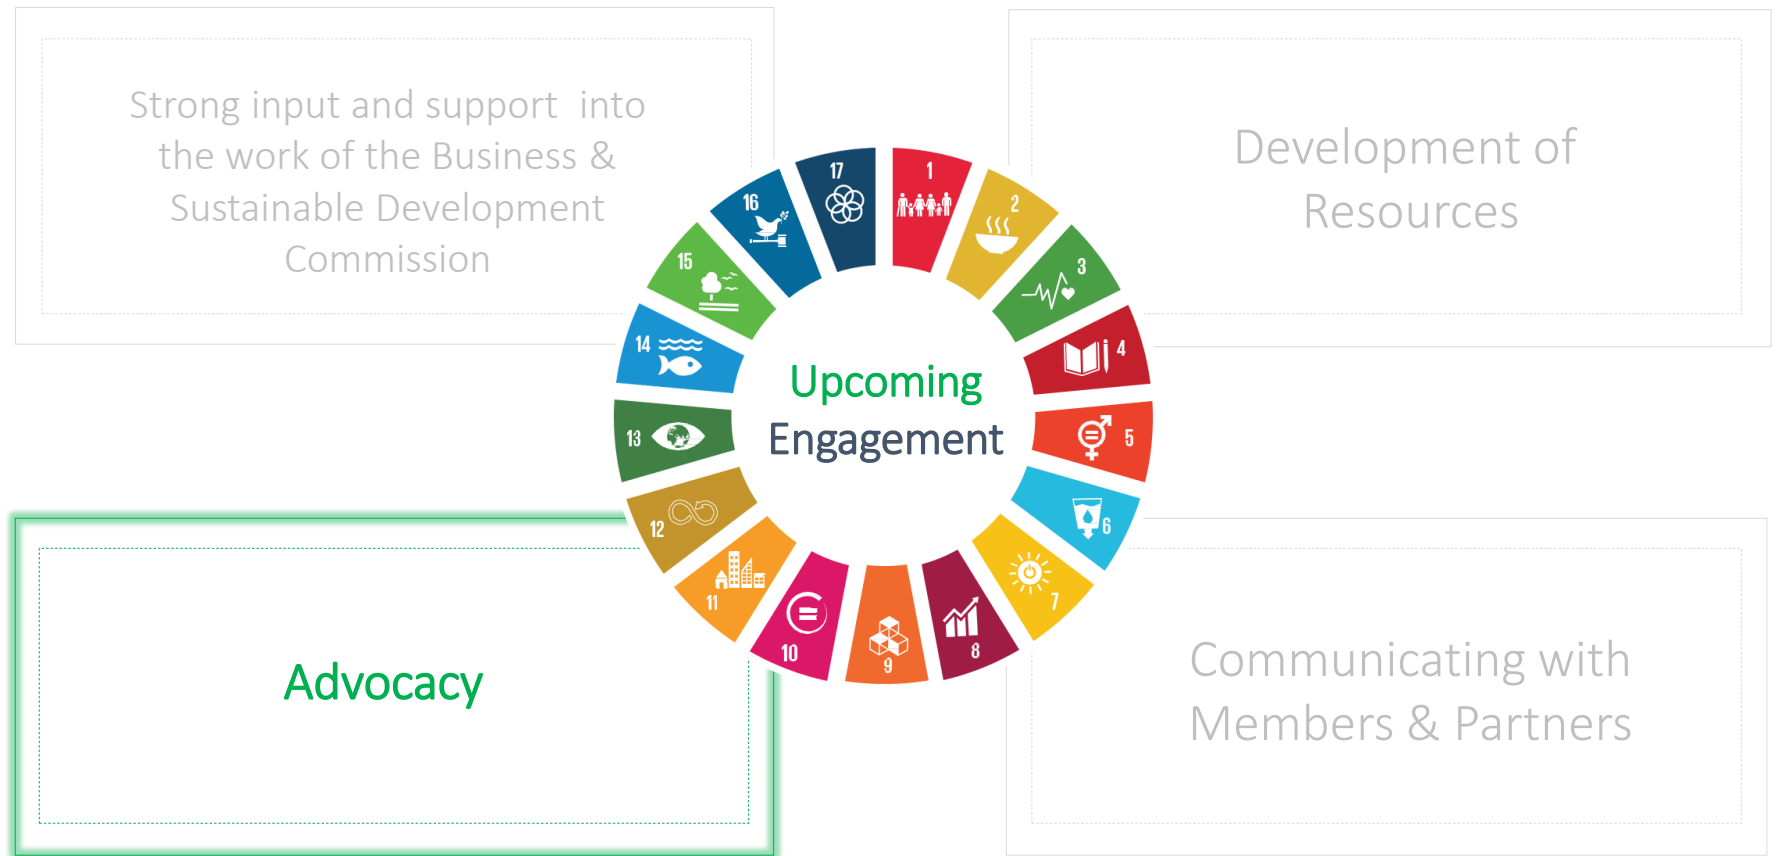 Strong input and support into
the work of the Business &
Sustainable Development
Commission
Development of
Resources
Upcoming
Engagement
1
2
3
4
5
6
7
8
9
10
11
12
13
14
15
16
17
Advocacy
Communicating with
Members & Partners